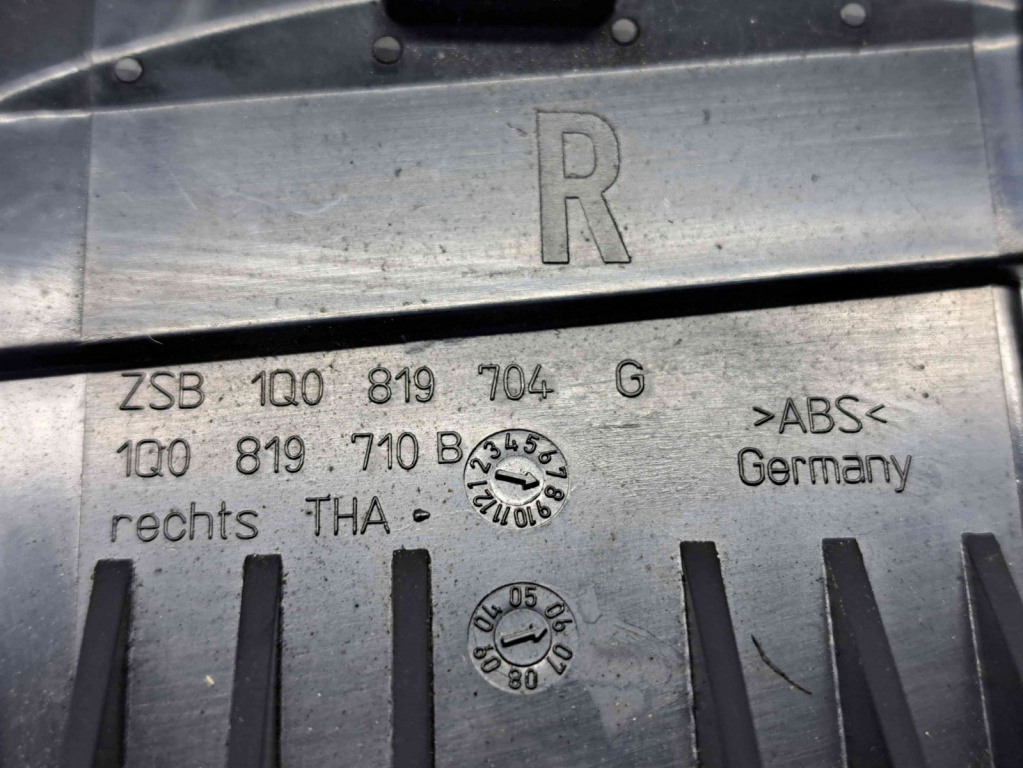 R
ZSB 1Q0 819 704 G
1Q0 819 710 B
rechts THA
>ABS<
Germany
1 2 3 4 5 6 7 8 9 10 11 12
04 05 06 07 08 09